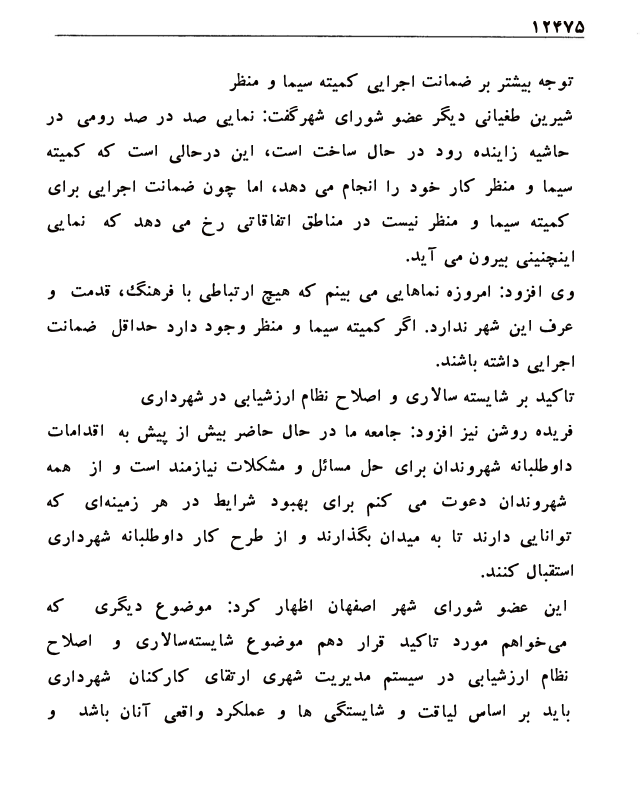 ۱۲۴۷۵
توجه بیشتر بر ضمانت اجرایی کمیته سیما و منظر
شیرین طغیانی دیگر عضو شورای شهرگفت: نمایی صد در صد رومی در
حاشیه زاینده رود در حال ساخت است، این درحالی است که کمیته
سیما و منظر کار خود را انجام می دهد، اما چون ضمانت اجرایی برای
کمیته سیما و منظر نیست در مناطق اتفاقاتی رخ می دهد که نمایی
اینچنینی بیرون می آید.
وی افزود: امروزه نماهایی می بینم که هیچ ارتباطی با فرهنگ، قدمت و
عرف این شهر ندارد. اگر کمیته سیما و منظر وجود دارد حداقل ضمانت
اجرایی داشته باشند.
تاکید بر شایسته سالاری و اصلاح نظام ارزشیابی در شهرداری
فریده روشن نیز افزود: جامعه ما در حال حاضر بیش از پیش به اقدامات
داوطلبانه شهروندان برای حل مسائل و مشکلات نیازمند است و از همه
شهروندان دعوت می کنم برای بهبود شرایط در هر زمینه‌ای که
توانایی دارند تا به میدان بگذارند و از طرح کار داوطلبانه شهرداری
استقبال کنند.
این عضو شورای شهر اصفهان اظهار کرد: موضوع دیگری که
می‌خواهم مورد تاکید قرار دهم موضوع شایسته‌سالاری و اصلاح
نظام ارزشیابی در سیستم مدیریت شهری ارتقای کارکنان شهرداری
باید بر اساس لیاقت و شایستگی ها و عملکرد واقعی آنان باشد و